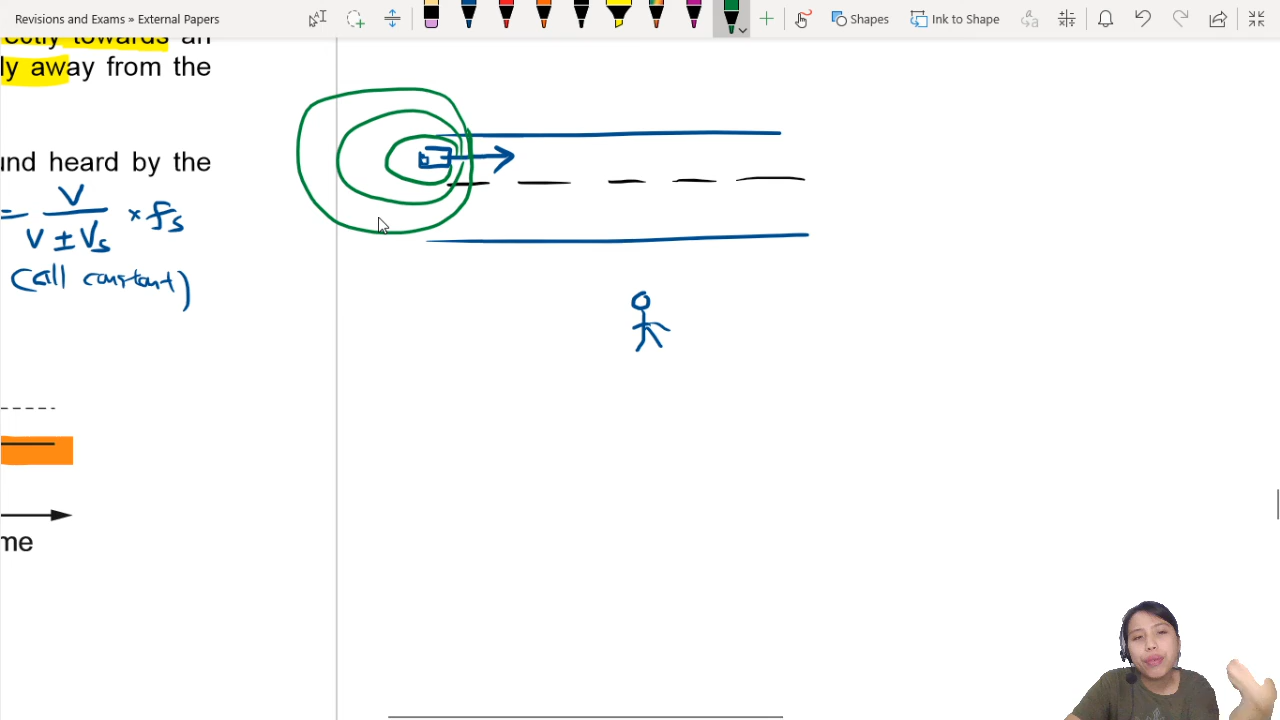 Revisions and Exams » External Papers
Shapes
Ink to Shape
ectly towards an
ly away from the
und heard by the
= V / V ± Vs × fs
(all constant)
me